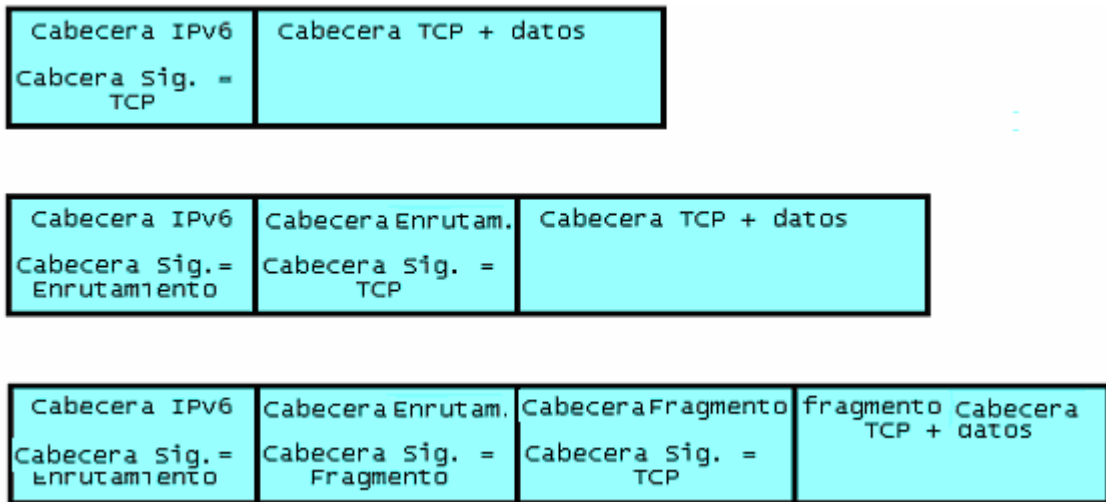 Cabecera IPv6
Cabecera TCP + datos
Cabcera Sig. =
TCP
Cabecera IPv6
Cabecera Enrutam.
Cabecera TCP + datos
Cabecera Sig.=
Enrutamiento
Cabecera Sig. =
TCP
Cabecera IPv6
Cabecera Enrutam.
Cabecera Fragmento
fragmento Cabecera
TCP + datos
Cabecera Sig.=
Enrutamiento
Cabecera Sig. =
Fragmento
Cabecera Sig. =
TCP